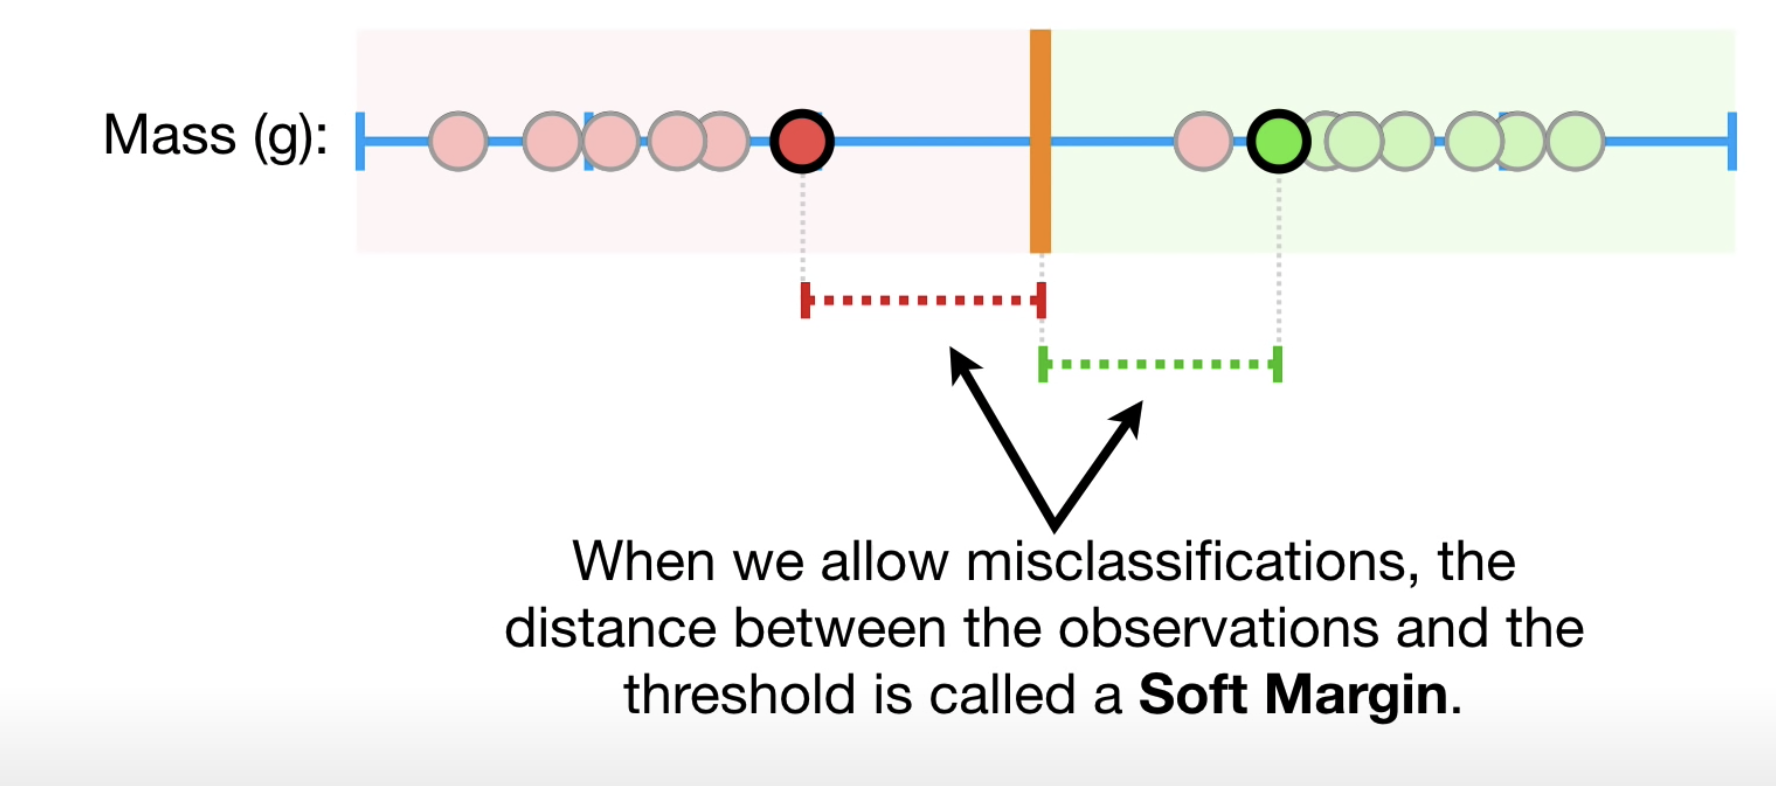 Mass (g):
When we allow misclassifications, the
distance between the observations and the
threshold is called a Soft Margin.